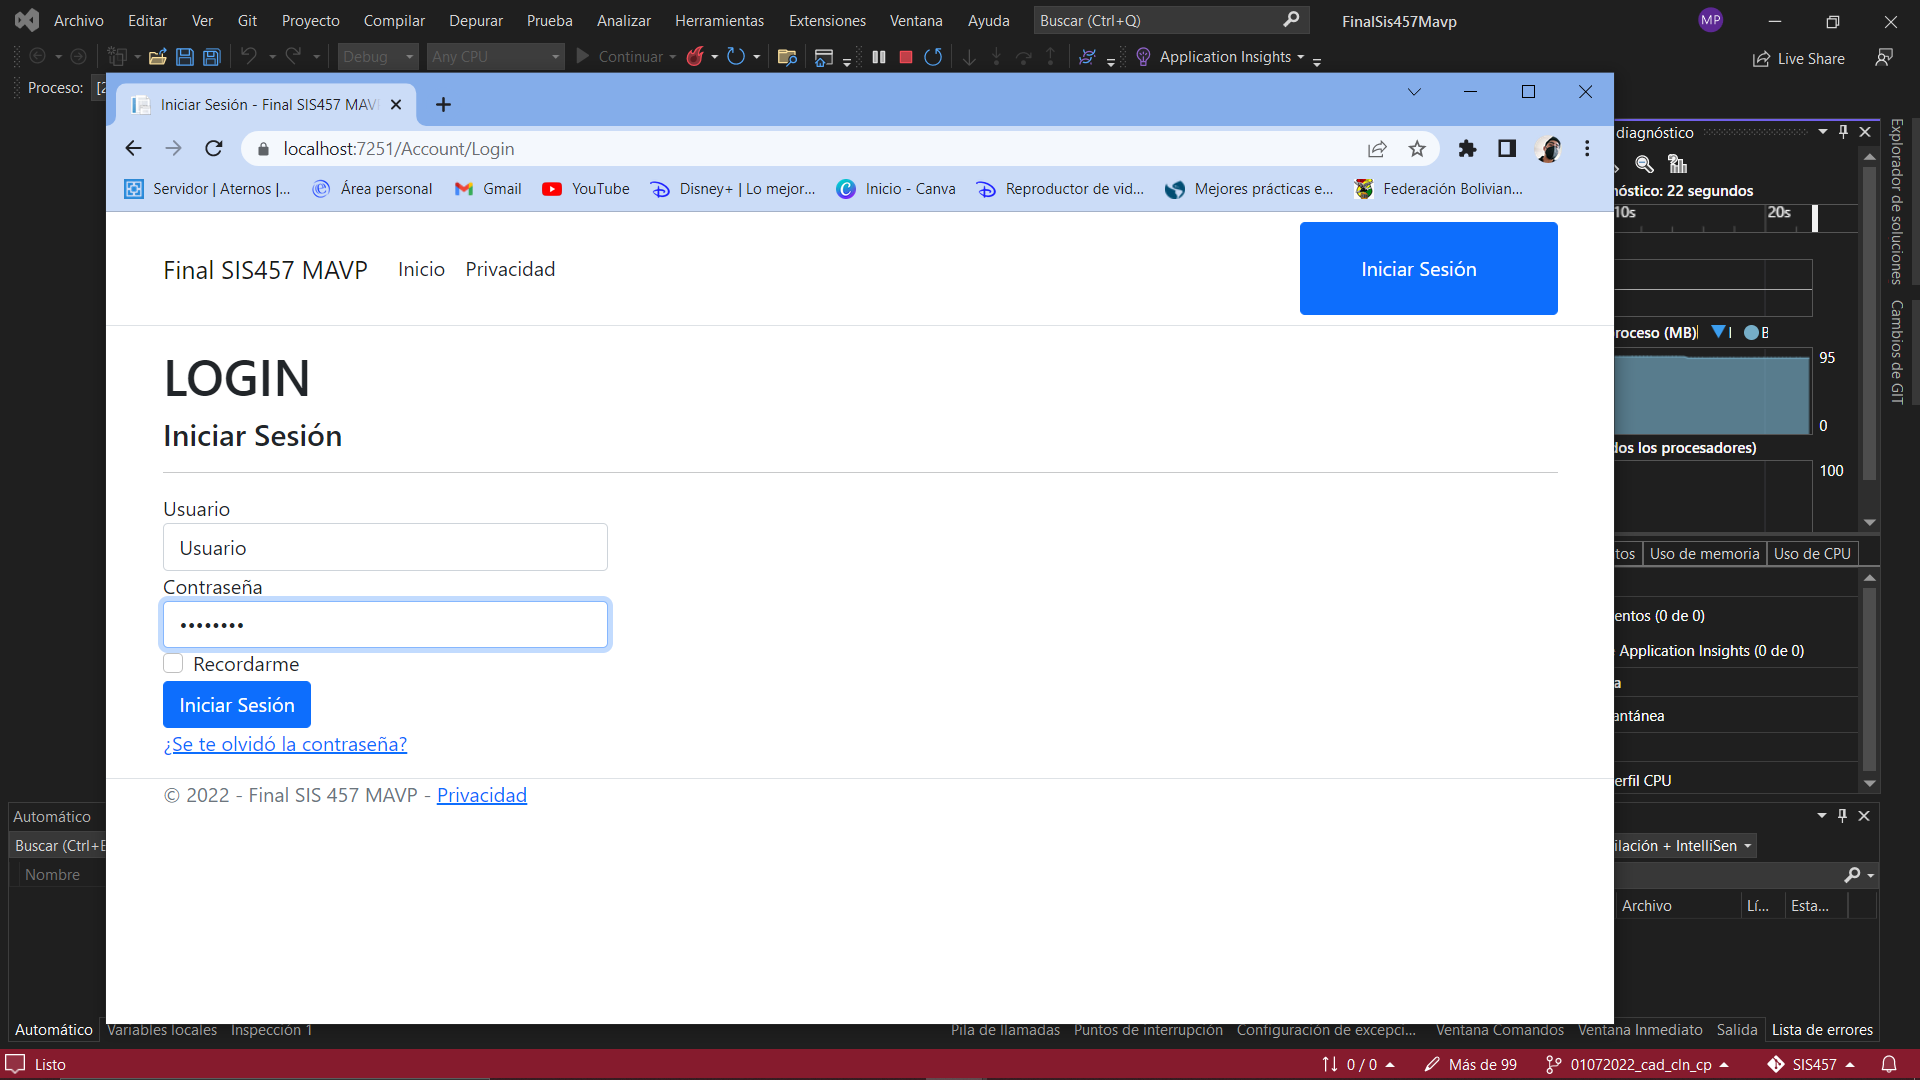 Archivo Editar Ver Git Proyecto Compilar Depurar Prueba Analizar Herramientas Extensiones Ventana Ayuda Buscar (Ctrl+Q) FinalSis457Mavp MP
Debug Any CPU Continuar Application Insights Live Share
Proceso: [2
Iniciar Sesión - Final SIS457 MAV
localhost:7251/Account/Login
Servidor | Aternos |... Área personal Gmail YouTube Disney+ | Lo mejor... Inicio - Canva Reproductor de vid... Mejores prácticas e... Federación Bolivian...
Final SIS457 MAVP Inicio Privacidad Iniciar Sesión
LOGIN
Iniciar Sesión
Usuario
Usuario
Contraseña
••••••••
Recordarme
Iniciar Sesión
¿Se te olvidó la contraseña?
© 2022 - Final SIS 457 MAVP - Privacidad
diagnóstico
nóstico: 22 segundos
10s 20s
roceso (MB)
95
0
dos los procesadores)
100
tos Uso de memoria Uso de CPU
entos (0 de 0)
Application Insights (0 de 0)
a
antánea
erfil CPU
Explorador de soluciones
Cambios de GIT
Automático
Buscar (Ctrl+E
Nombre
ilación + IntelliSen
Archivo Lí... Esta...
Automático Variables locales Inspección 1
Pila de llamadas Puntos de interrupción Configuración de excepci... Ventana Comandos Ventana Inmediato Salida Lista de errores
Listo 0 / 0 Más de 99 01072022_cad_cln_cp SIS457